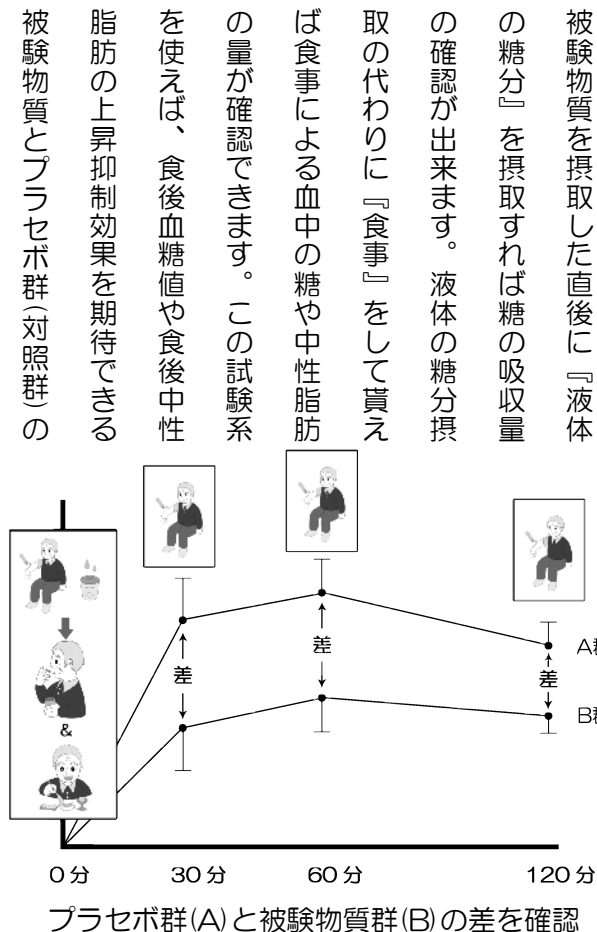 被験物質を摂取した直後に『液体
の糖分』を摂取すれば糖の吸収量
の確認が出来ます。液体の糖分摂
取の代わりに『食事』をして貰え
ば食事による血中の糖や中性脂肪
の量が確認できます。この試験系
を使えば、食後血糖値や食後中性
脂肪の上昇抑制効果を期待できる
被験物質とプラセボ群(対照群)の
&
差
差
差
A群
B群
0分
30分
60分
120分
プラセボ群(A)と被験物質群(B)の差を確認